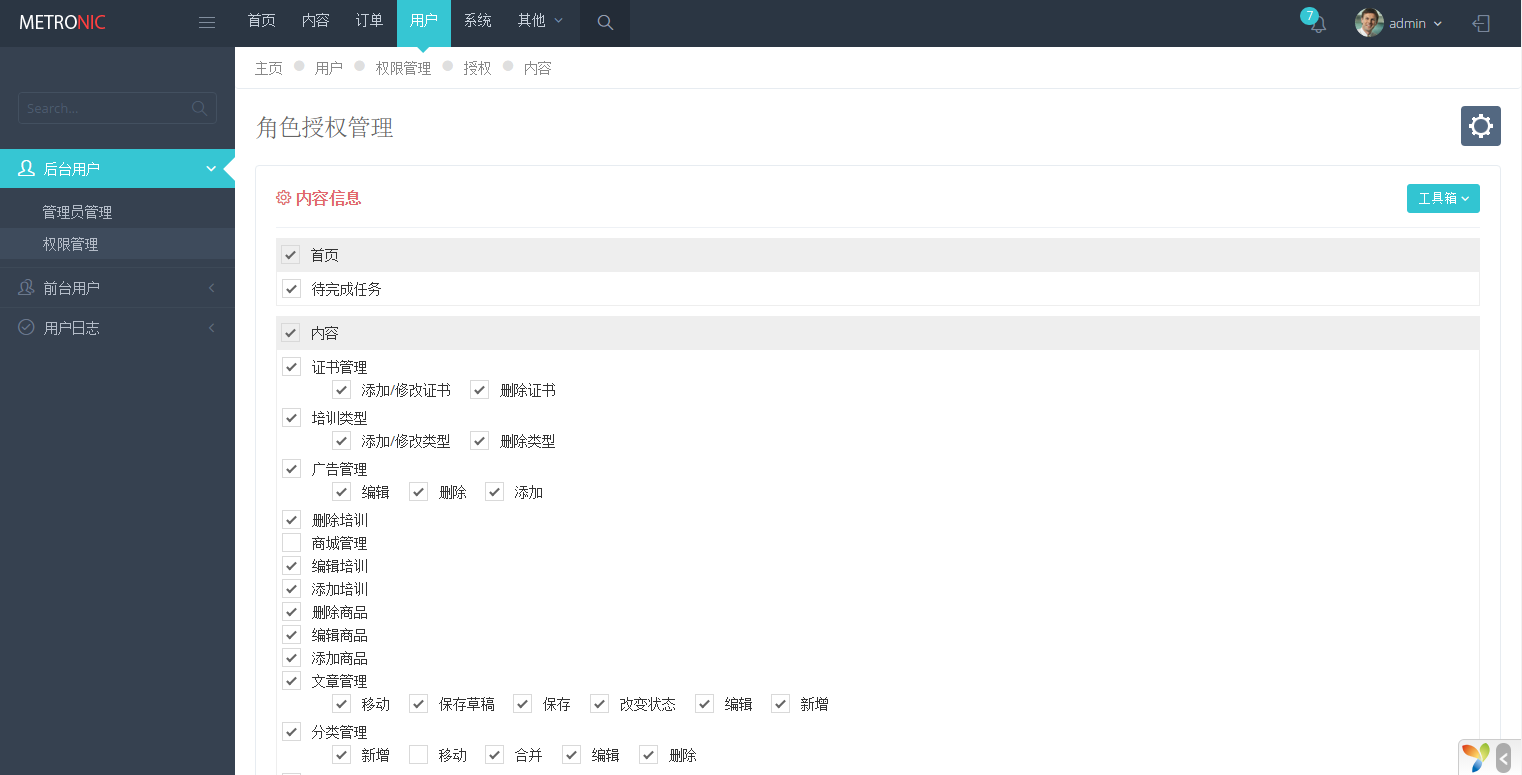 METRONIC 首页 内容 订单 用户 系统 其他 7 admin
主页 用户 权限管理 授权 内容
Search...
角色授权管理
后台用户
管理员管理
权限管理
前台用户
用户日志
内容信息 工具箱
首页
待完成任务
内容
证书管理
添加/修改证书 删除证书
培训类型
添加/修改类型 删除类型
广告管理
编辑 删除 添加
删除培训
商城管理
编辑培训
添加培训
删除商品
编辑商品
添加商品
文章管理
移动 保存草稿 保存 改变状态 编辑 新增
分类管理
新增 移动 合并 编辑 删除